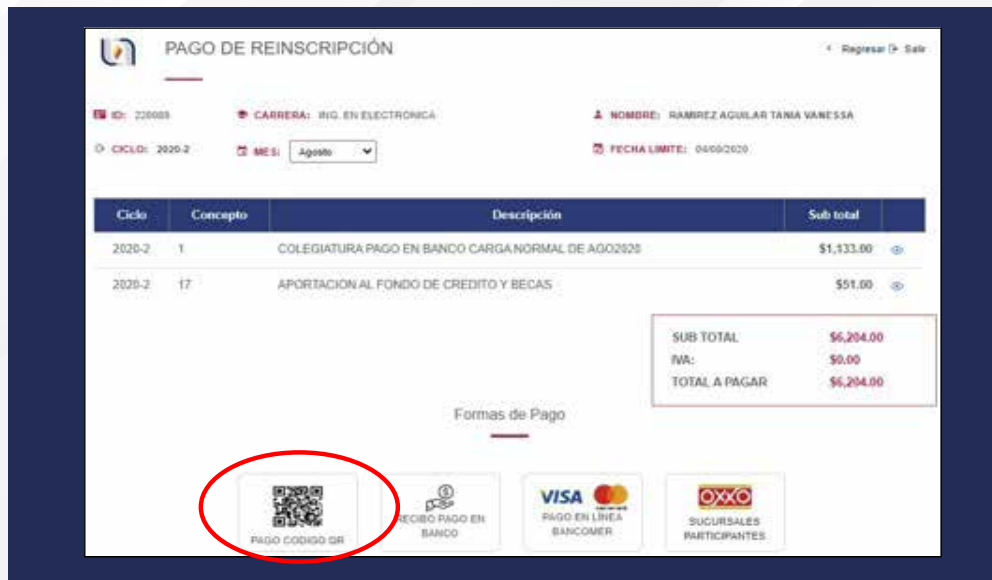 PAGO DE REINSCRIPCIÓN
Regresar Salir
ID: CARRERA: ING. EN ELECTRONICA NOMBRE: RAMIREZ AGUILAR TANIA VANESSA
CICLO: 2020-2 MES: Agosto FECHA LIMITE: 04/08/2020
Ciclo Concepto Descripción Sub total
2020-2 1 COLEGIATURA PAGO EN BANCO CARGA NORMAL DE AGO2020 $1,133.00
2020-2 17 APORTACION AL FONDO DE CREDITO Y BECAS $51.00
SUB TOTAL $6,204.00
IVA: $0.00
TOTAL A PAGAR $6,204.00
Formas de Pago
PAGO CODIGO QR
RECIBO PAGO EN
BANCO
VISA
PAGO EN LÍNEA
BANCOMER
OXXO
SUCURSALES
PARTICIPANTES